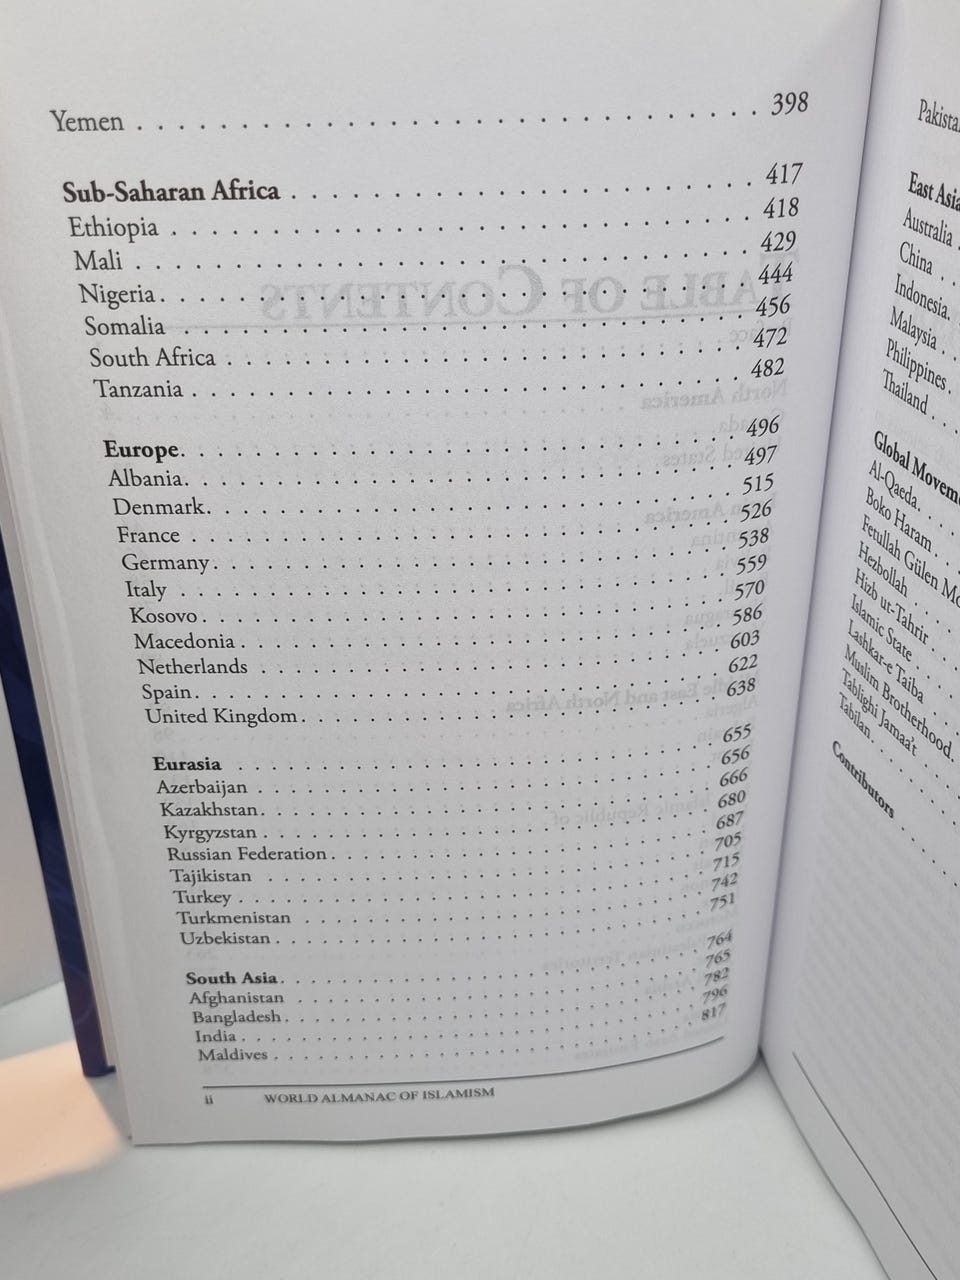 Yemen . . . . . . . . . . . . . . . . . . . . . . . . 398
Sub-Saharan Africa . . . . . . . . . . . . . . . . . . 417
Ethiopia . . . . . . . . . . . . . . . . . . . . . . . 418
Mali . . . . . . . . . . . . . . . . . . . . . . . . . 429
Nigeria . . . . . . . . . . . . . . . . . . . . . . . . 444
Somalia . . . . . . . . . . . . . . . . . . . . . . . . 456
South Africa . . . . . . . . . . . . . . . . . . . . . 472
Tanzania . . . . . . . . . . . . . . . . . . . . . . . 482
Europe . . . . . . . . . . . . . . . . . . . . . . . . 496
Albania . . . . . . . . . . . . . . . . . . . . . . . . 497
Denmark . . . . . . . . . . . . . . . . . . . . . . . . 515
France . . . . . . . . . . . . . . . . . . . . . . . . 526
Germany . . . . . . . . . . . . . . . . . . . . . . . . 538
Italy . . . . . . . . . . . . . . . . . . . . . . . . . 559
Kosovo . . . . . . . . . . . . . . . . . . . . . . . . 570
Macedonia . . . . . . . . . . . . . . . . . . . . . . . 586
Netherlands . . . . . . . . . . . . . . . . . . . . . . 603
Spain . . . . . . . . . . . . . . . . . . . . . . . . . 622
United Kingdom . . . . . . . . . . . . . . . . . . . . 638
Eurasia . . . . . . . . . . . . . . . . . . . . . . . . 655
Azerbaijan . . . . . . . . . . . . . . . . . . . . . . 656
Kazakhstan . . . . . . . . . . . . . . . . . . . . . . 666
Kyrgyzstan . . . . . . . . . . . . . . . . . . . . . . 680
Russian Federation . . . . . . . . . . . . . . . . . . 687
Tajikistan . . . . . . . . . . . . . . . . . . . . . . 705
Turkey . . . . . . . . . . . . . . . . . . . . . . . . 715
Turkmenistan . . . . . . . . . . . . . . . . . . . . . 742
Uzbekistan . . . . . . . . . . . . . . . . . . . . . . 751
South Asia . . . . . . . . . . . . . . . . . . . . . . 764
Afghanistan . . . . . . . . . . . . . . . . . . . . . . 765
Bangladesh . . . . . . . . . . . . . . . . . . . . . . 782
India . . . . . . . . . . . . . . . . . . . . . . . . . 796
Maldives . . . . . . . . . . . . . . . . . . . . . . . 817
ii WORLD ALMANAC OF ISLAMISM
Pakista
East Asia
Australia .
China . .
Indonesia.
Malaysia .
Philippines.
Thailand . .
Global Movem
Al-Qaeda. .
Boko Haram .
Fetullah Gülen Mo
Hezbollah . .
Hizb ut-Tahrir .
Islamic State . .
Lashkar-e Taiba
Muslim Brotherhood.
Tablighi Jamaa't
Tabilan. . . .
Contributors . . .